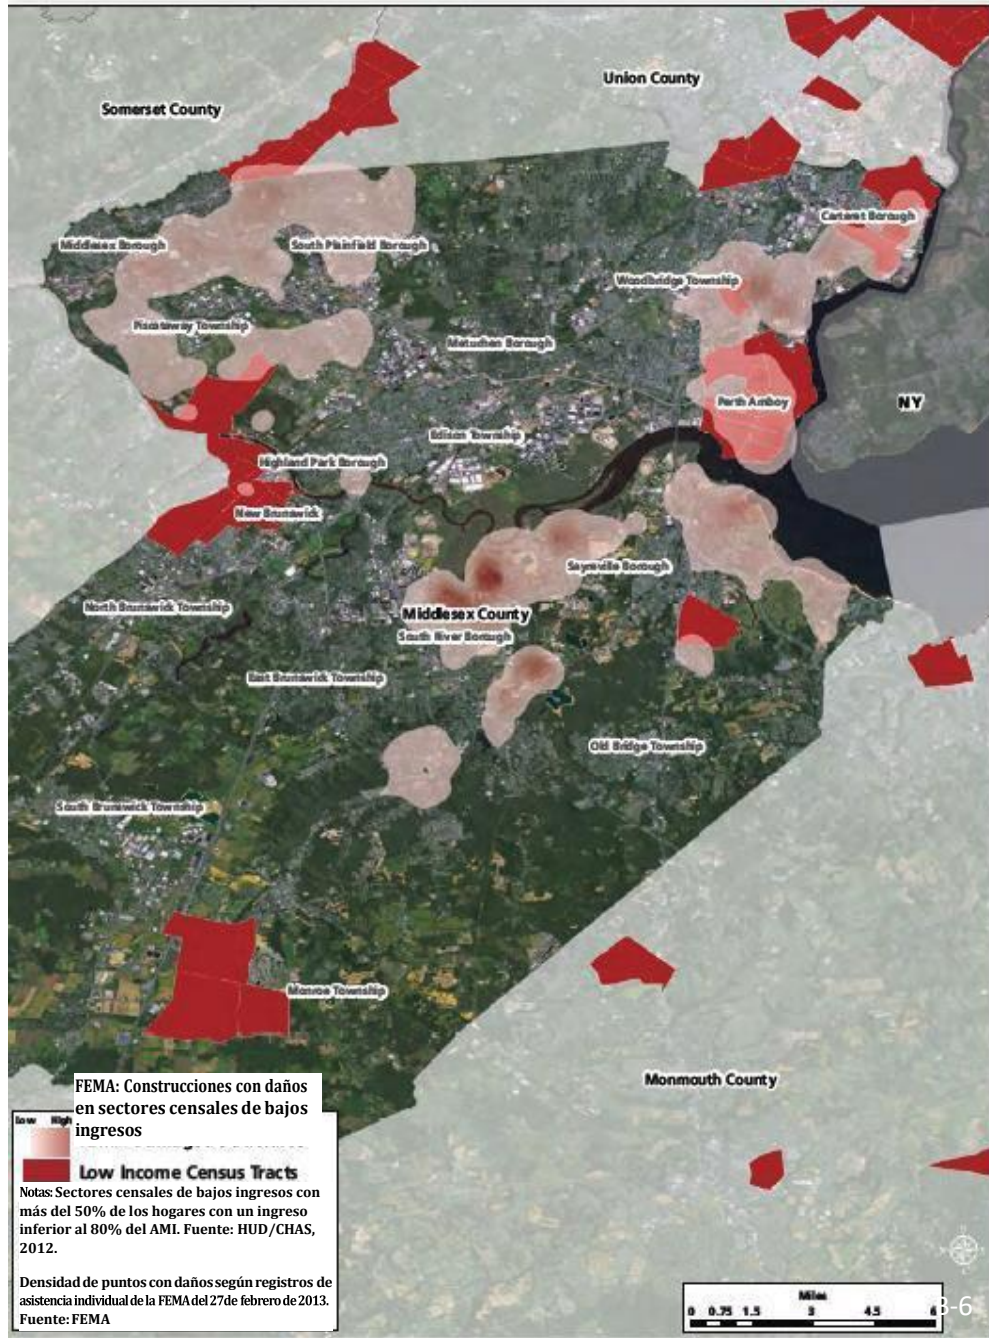 Union County
Somerset County
Carteret Borough
Middlesex Borough
South Plainfield Borough
Woodbridge Township
Piscataway Township
Metuchen Borough
Perth Amboy
NY
Edison Township
Highland Park Borough
New Brunswick
Sayreville Borough
North Brunswick Township
Middlesex County
South River Borough
East Brunswick Township
Old Bridge Township
South Brunswick Township
Monroe Township
Monmouth County
FEMA: Construcciones con daños
en sectores censales de bajos
ingresos
Low High
Low Income Census Tracts
Notas: Sectores censales de bajos ingresos con
más del 50% de los hogares con un ingreso
inferior al 80% del AMI. Fuente: HUD/CHAS,
2012.
Densidad de puntos con daños según registros de
asistencia individual de la FEMA del 27de febrero de 2013.
Fuente: FEMA
Miles
0 0.75 1.5 3 4.5 6
3-6